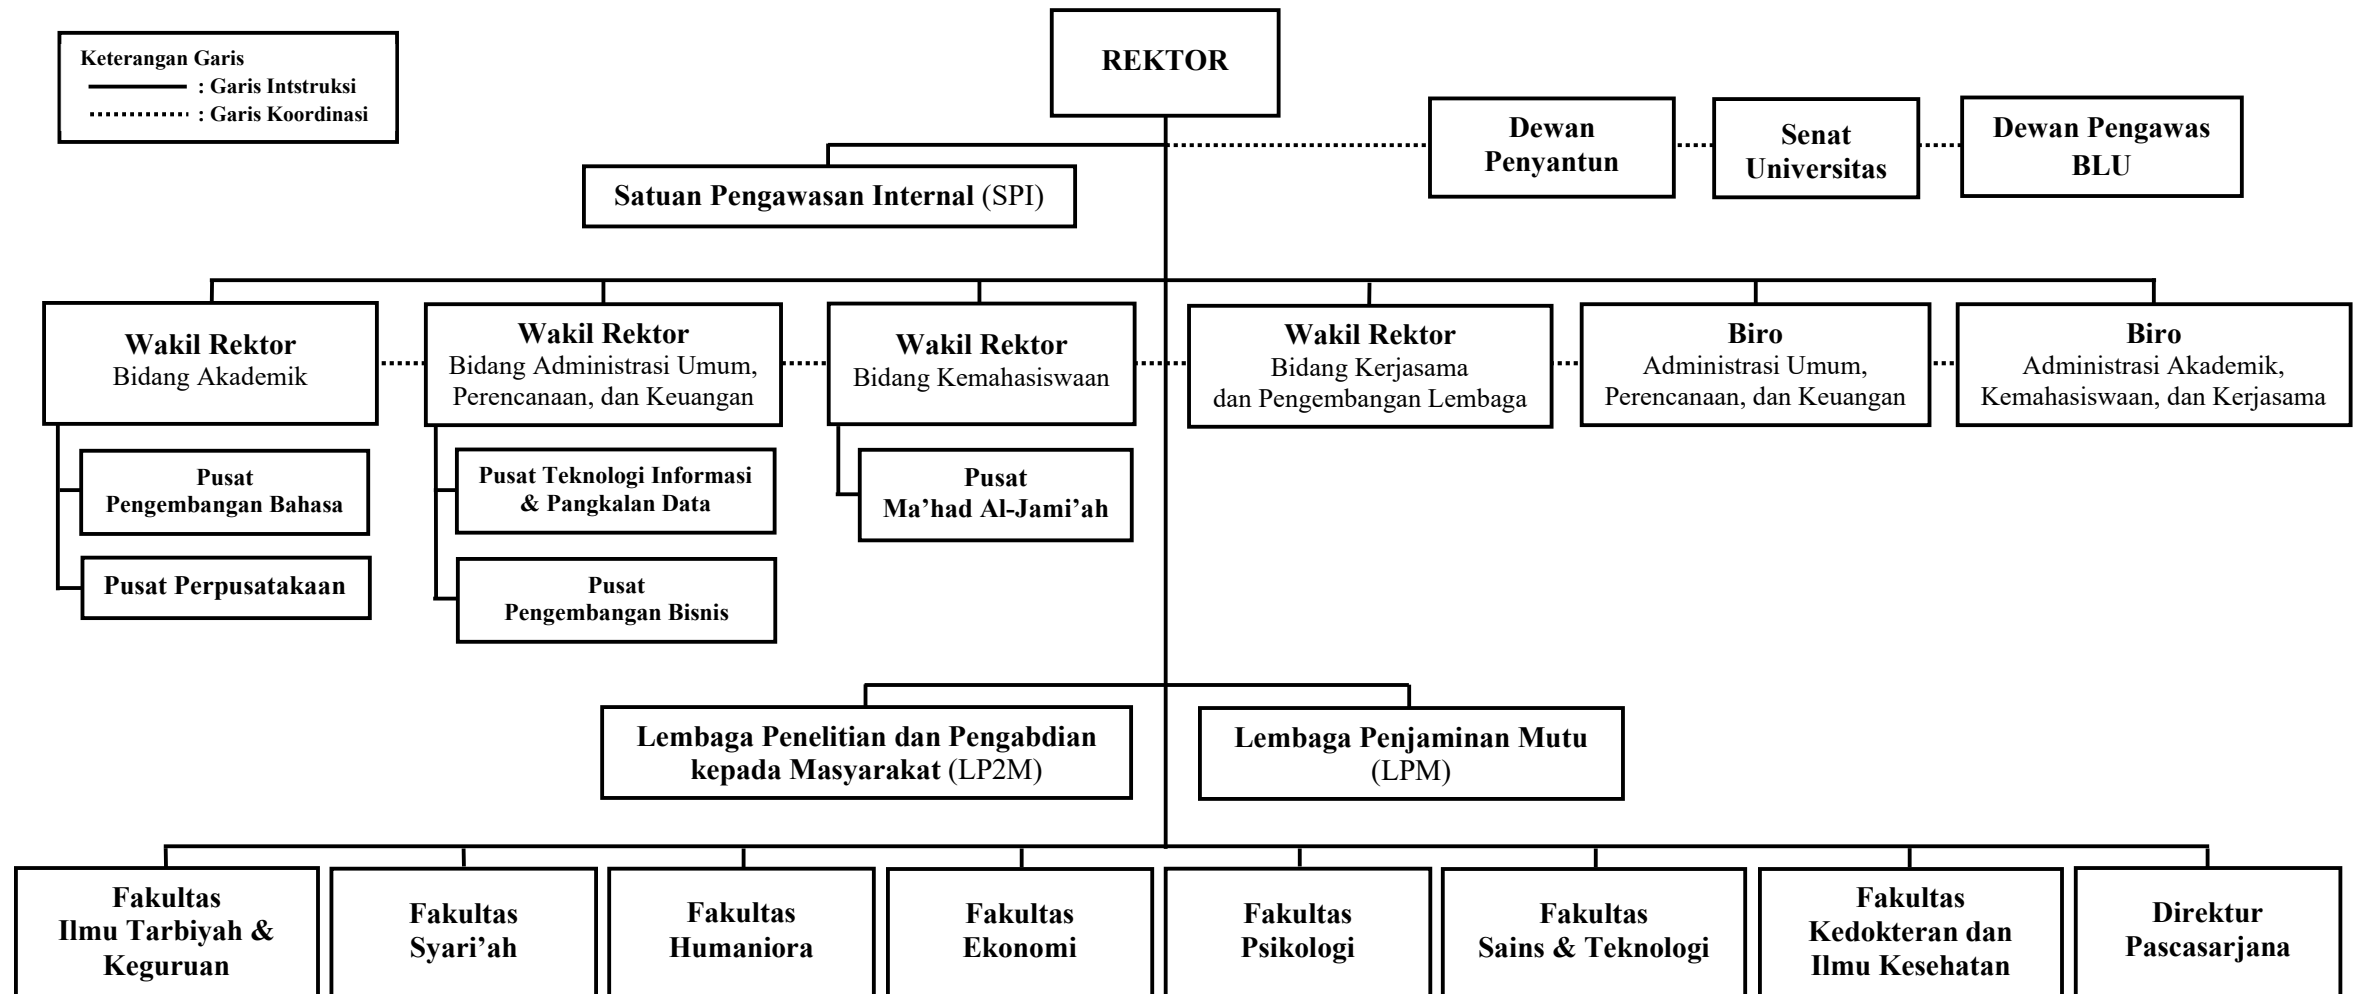 Keterangan Garis
: Garis Intstruksi
: Garis Koordinasi
REKTOR
Dewan
Penyantun
Senat
Universitas
Dewan Pengawas
BLU
Satuan Pengawasan Internal (SPI)
Wakil Rektor
Bidang Akademik
Wakil Rektor
Bidang Administrasi Umum,
Perencanaan, dan Keuangan
Wakil Rektor
Bidang Kemahasiswaan
Wakil Rektor
Bidang Kerjasama
dan Pengembangan Lembaga
Biro
Administrasi Umum,
Perencanaan, dan Keuangan
Biro
Administrasi Akademik,
Kemahasiswaan, dan Kerjasama
Pusat
Pengembangan Bahasa
Pusat Perpusatakaan
Pusat Teknologi Informasi
& Pangkalan Data
Pusat
Pengembangan Bisnis
Pusat
Ma’had Al-Jami’ah
Lembaga Penelitian dan Pengabdian
kepada Masyarakat (LP2M)
Lembaga Penjaminan Mutu
(LPM)
Fakultas
Ilmu Tarbiyah &
Keguruan
Fakultas
Syari’ah
Fakultas
Humaniora
Fakultas
Ekonomi
Fakultas
Psikologi
Fakultas
Sains & Teknologi
Fakultas
Kedokteran dan
Ilmu Kesehatan
Direktur
Pascasarjana